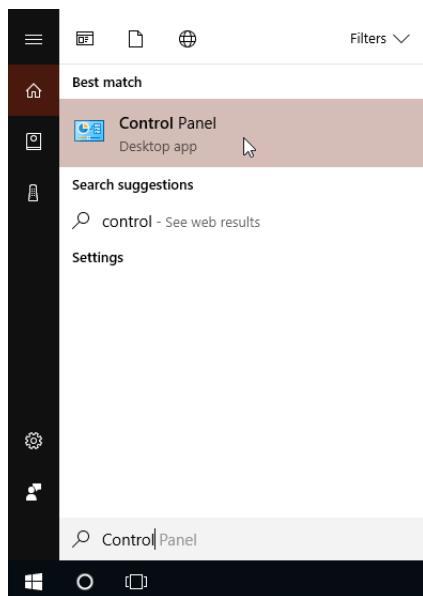 Filters
Best match
Control Panel
Desktop app
Search suggestions
control - See web results
Settings
Control Panel